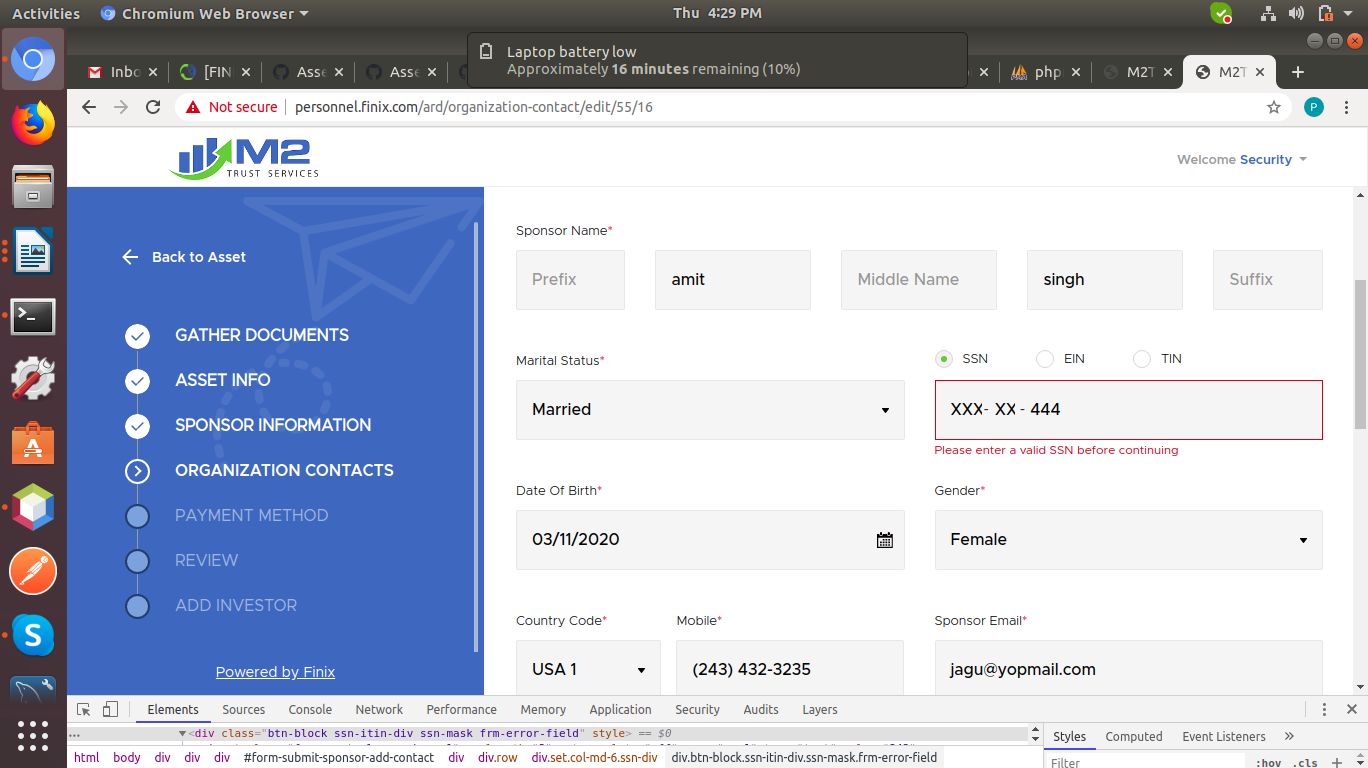 Activities Chromium Web Browser Thu 4:29 PM
Laptop battery low
Approximately 16 minutes remaining (10%)
Inbo [FIN Asse Asse php M2T M2T
Not secure personnel.finix.com/ard/organization-contact/edit/55/16 P
M2
TRUST SERVICES
Welcome Security
Back to Asset
GATHER DOCUMENTS
ASSET INFO
SPONSOR INFORMATION
ORGANIZATION CONTACTS
PAYMENT METHOD
REVIEW
ADD INVESTOR
Powered by Finix
Sponsor Name*
Prefix amit Middle Name singh Suffix
Marital Status* SSN EIN TIN
Married XXX- XX - 444
Please enter a valid SSN before continuing
Date Of Birth* Gender*
03/11/2020 Female
Country Code* Mobile* Sponsor Email*
USA 1 (243) 432-3235 jagu@yopmail.com
Elements Sources Console Network Performance Memory Application Security Audits Layers
... <div class="btn-block ssn-itin-div ssn-mask frm-error-field" style> == $0
Styles Computed Event Listeners »
html body div div div #form-submit-sponsor-add-contact div div.row div.set.col-md-6.ssn-div div.btn-block.ssn-itin-div.ssn-mask.frm-error-field
Filter :hov .cls +